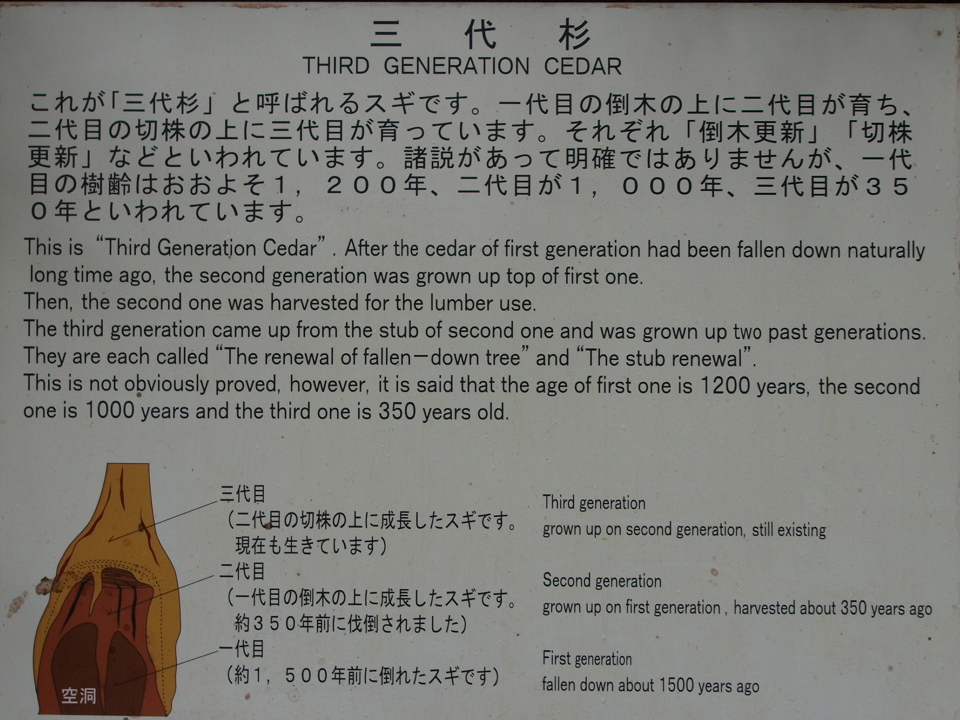 三代杉
THIRD GENERATION CEDAR
これが「三代杉」と呼ばれるスギです。一代目の倒木の上に二代目が育ち、
二代目の切株の上に三代目が育っています。それぞれ「倒木更新」「切株
更新」などといわれています。諸説があって明確ではありませんが、一代
目の樹齢はおおよそ１，２００年、二代目が１，０００年、三代目が３５
０年といわれています。
This is “Third Generation Cedar”. After the cedar of first generation had been fallen down naturally
long time ago, the second generation was grown up top of first one.
Then, the second one was harvested for the lumber use.
The third generation came up from the stub of second one and was grown up two past generations.
They are each called “The renewal of fallen−down tree” and “The stub renewal”.
This is not obviously proved, however, it is said that the age of first one is 1200 years, the second
one is 1000 years and the third one is 350 years old.
三代目
（二代目の切株の上に成長したスギです。
現在も生きています）
二代目
（一代目の倒木の上に成長したスギです。
約３５０年前に伐倒されました）
一代目
（約１，５００年前に倒れたスギです）
空洞
Third generation
grown up on second generation, still existing
Second generation
grown up on first generation , harvested about 350 years ago
First generation
fallen down about 1500 years ago